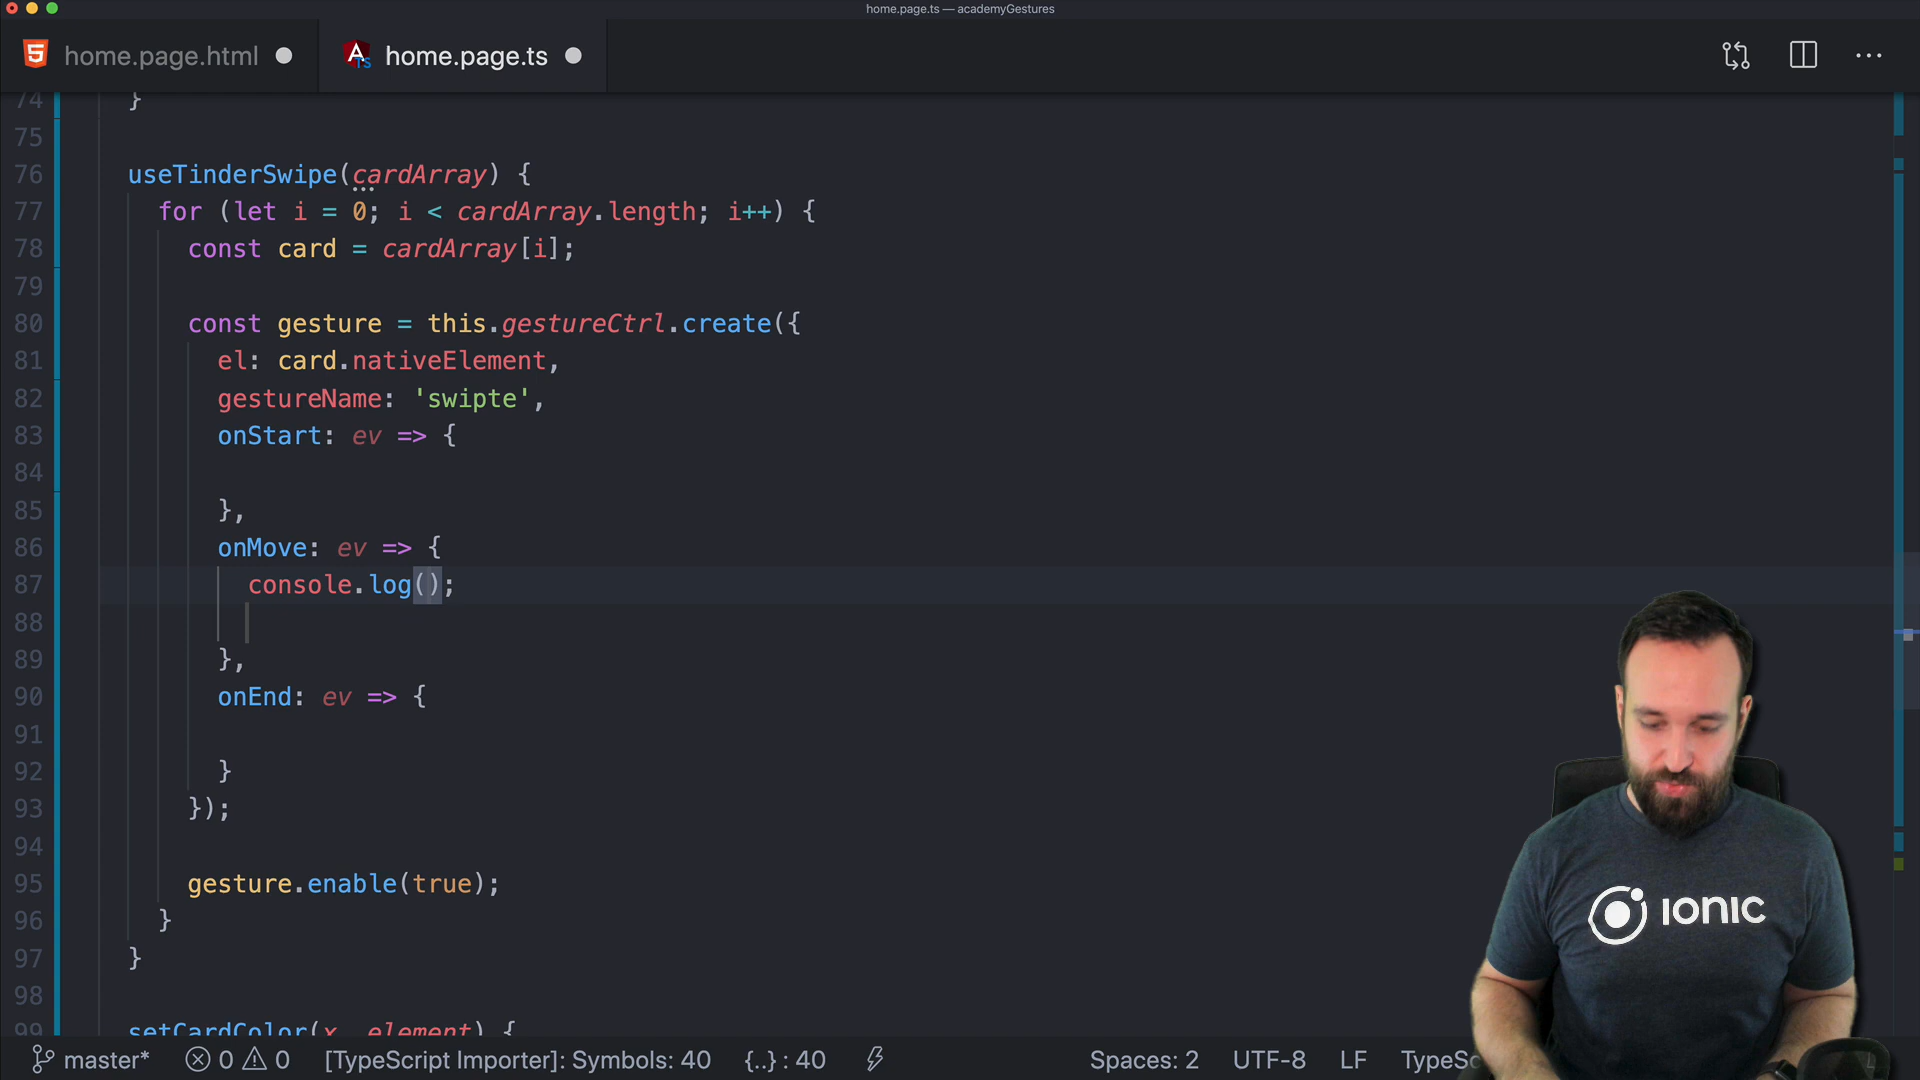 home.page.ts — academyGestures
home.page.html
home.page.ts
74 }
75
76 useTinderSwipe(cardArray) {
77 for (let i = 0; i < cardArray.length; i++) {
78 const card = cardArray[i];
79
80 const gesture = this.gestureCtrl.create({
81 el: card.nativeElement,
82 gestureName: 'swipte',
83 onStart: ev => {
84
85 },
86 onMove: ev => {
87 console.log();
88
89 },
90 onEnd: ev => {
91
92 }
93 });
94
95 gesture.enable(true);
96 }
97 }
98
99 setCardColor(x, element) {
IONIC
master* 0 0 [TypeScript Importer]: Symbols: 40 {..} : 40 Spaces: 2 UTF-8 LF TypeSc